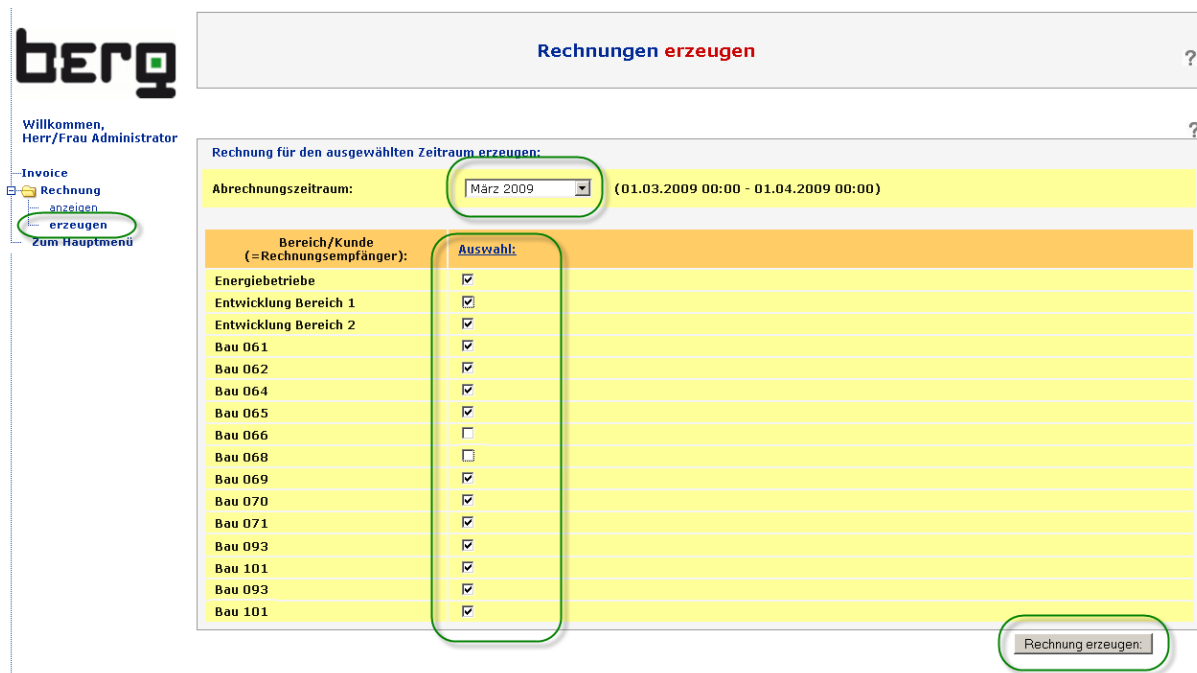 berg
Rechnungen erzeugen
?
Willkommen,
Herr/Frau Administrator
Invoice
Rechnung
anzeigen
erzeugen
Zum Hauptmenü
?
Rechnung für den ausgewählten Zeitraum erzeugen:
Abrechnungszeitraum: März 2009 (01.03.2009 00:00 - 01.04.2009 00:00)
Bereich/Kunde
(=Rechnungsempfänger):
Auswahl:
Energiebetriebe
Entwicklung Bereich 1
Entwicklung Bereich 2
Bau 061
Bau 062
Bau 064
Bau 065
Bau 066
Bau 068
Bau 069
Bau 070
Bau 071
Bau 093
Bau 101
Bau 093
Bau 101
Rechnung erzeugen: